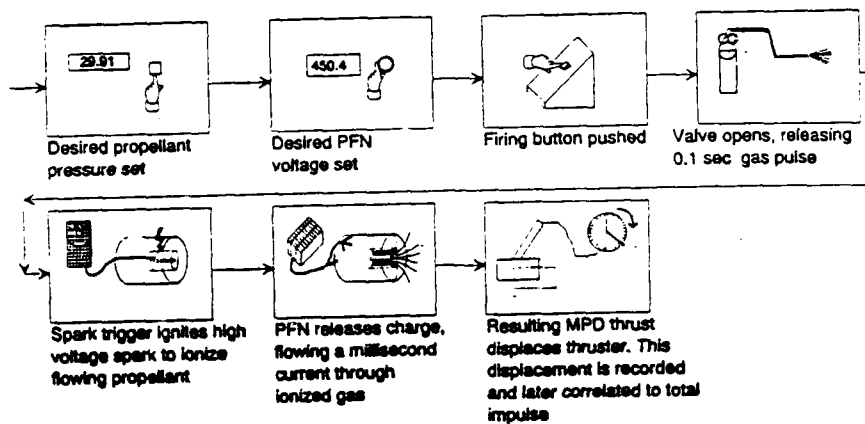 29.91
450.4
Desired propellant
pressure set
Desired PFN
voltage set
Firing button pushed
Valve opens, releasing
0.1 sec gas pulse
Spark trigger ignites high
voltage spark to ionize
flowing propellant
PFN releases charge,
flowing a millisecond
current through
ionized gas
Resulting MPD thrust
displaces thruster. This
displacement is recorded
and later correlated to total
impulse